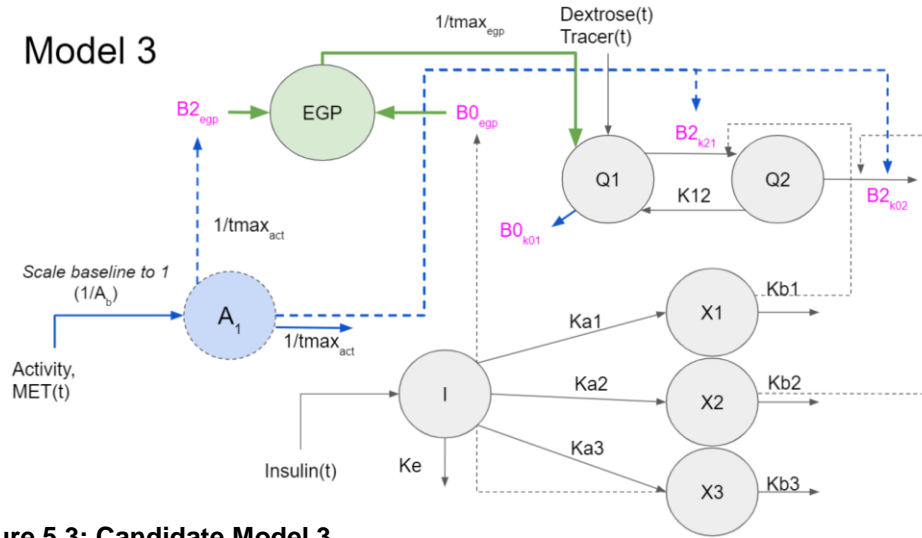 Model 3
1/tmax_egp
Dextrose(t)
Tracer(t)
B2_egp
EGP
B0_egp
B2_k21
Q1
Q2
K12
B2_k02
B0_k01
1/tmax_act
Scale baseline to 1
(1/A_b)
A_1
1/tmax_act
Activity,
MET(t)
X1
Kb1
Ka1
I
Ka2
X2
Kb2
Ka3
Insulin(t)
Ke
X3
Kb3
ure 5.3: Candidate Model 3